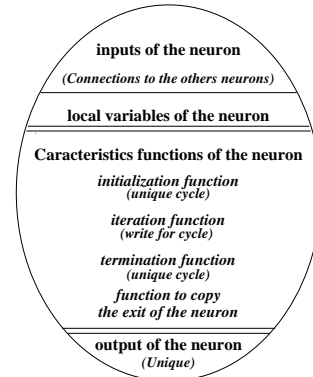 inputs of the neuron
(Connections to the others neurons)
local variables of the neuron
Caracteristics functions of the neuron
initialization function
(unique cycle)
iteration function
(write for cycle)
termination function
(unique cycle)
function to copy
the exit of the neuron
output of the neuron
(Unique)